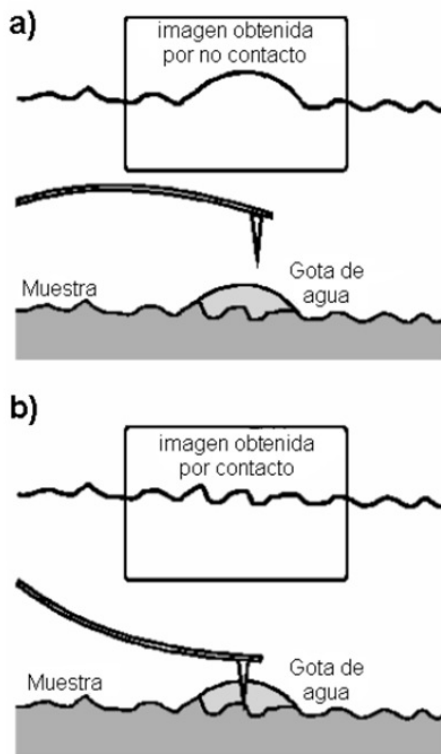 a)
imagen obtenida
por no contacto
Muestra
Gota de
agua
b)
imagen obtenida
por contacto
Muestra
Gota de
agua